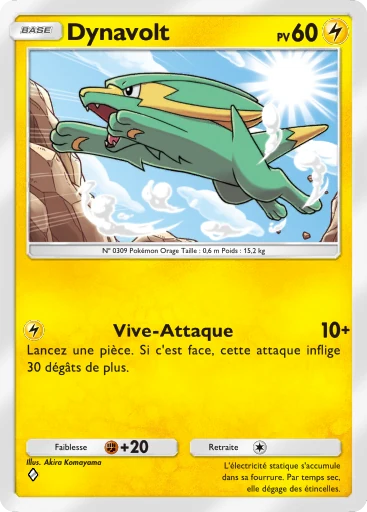 BASE Dynavolt PV 60
N° 0309 Pokémon Orage Taille : 0,6 m Poids : 15,2 kg
Vive-Attaque 10+
Lancez une pièce. Si c'est face, cette attaque inflige
30 dégâts de plus.
Faiblesse +20 Retraite
Illus. Akira Komayama
L'électricité statique s'accumule
dans sa fourrure. Par temps sec,
elle dégage des étincelles.